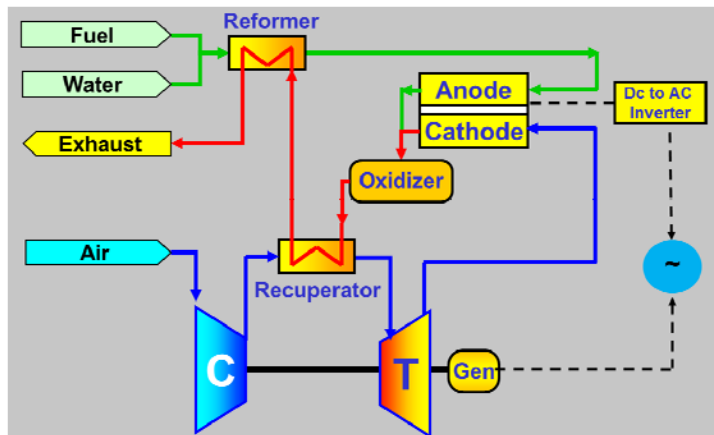 Reformer
Fuel
Water
Exhaust
Anode
Cathode
Dc to AC
Inverter
Oxidizer
Air
Recuperator
~
C
T
Gen